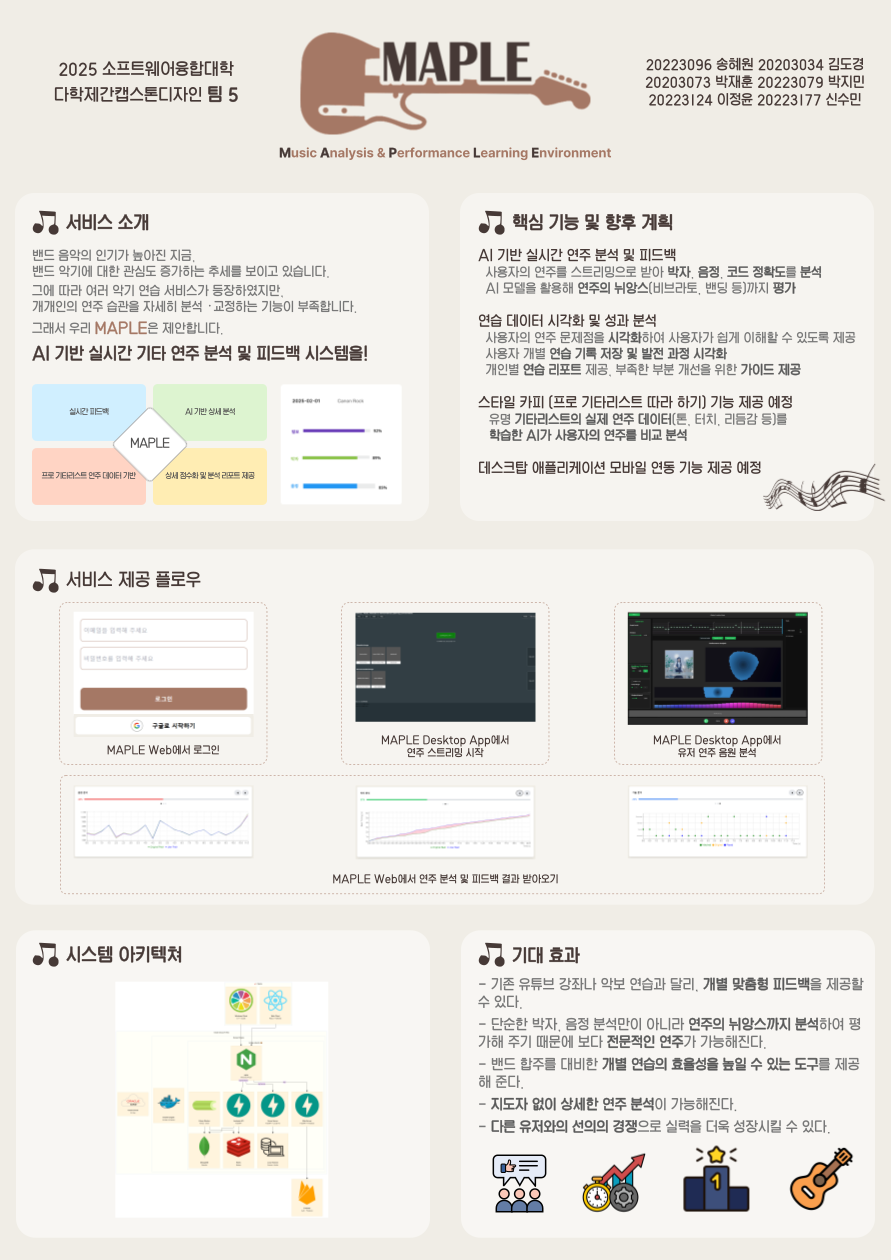 2025 소프트웨어융합대학
다학제간캡스톤디자인 팀 5
MAPLE
Music Analysis & Performance Learning Environment
20223096 송혜원 20203034 김도경
20203073 박재훈 20223079 박지민
20223124 이정윤 20223177 신수민
서비스 소개
밴드 음악의 인기가 높아진 지금,
밴드 악기에 대한 관심도 증가하는 추세를 보이고 있습니다.
그에 따라 여러 악기 연습 서비스가 등장하였지만,
개개인의 연주 습관을 자세히 분석 · 교정하는 기능이 부족합니다.
그래서 우리 MAPLE은 제안합니다.
AI 기반 실시간 기타 연주 분석 및 피드백 시스템을!
실시간 피드백
AI 기반 상세 분석
MAPLE
프로 기타리스트 연주 데이터 기반
상세 점수화 및 분석 리포트 제공
2025-02-01 Canon Rock
핵심 기능 및 향후 계획
AI 기반 실시간 연주 분석 및 피드백
사용자의 연주를 스트리밍으로 받아 박자, 음정, 코드 정확도를 분석
AI 모델을 활용해 연주의 뉘앙스(비브라토, 밴딩 등)까지 평가
연습 데이터 시각화 및 성과 분석
사용자의 연주 문제점을 시각화하여 사용자가 쉽게 이해할 수 있도록 제공
사용자 개별 연습 기록 저장 및 발전 과정 시각화
개인별 연습 리포트 제공, 부족한 부분 개선을 위한 가이드 제공
스타일 카피 (프로 기타리스트 따라 하기) 기능 제공 예정
유명 기타리스트의 실제 연주 데이터(톤, 터치, 리듬감 등)를
학습한 AI가 사용자의 연주를 비교 분석
데스크탑 애플리케이션 모바일 연동 기능 제공 예정
서비스 제공 플로우
이메일을 입력해 주세요
비밀번호를 입력해 주세요
로그인
구글로 시작하기
MAPLE Web에서 로그인
MAPLE Desktop App에서
연주 스트리밍 시작
MAPLE Desktop App에서
유저 연주 음원 분석
MAPLE Web에서 연주 분석 및 피드백 결과 받아오기
시스템 아키텍쳐
기대 효과
- 기존 유튜브 강좌나 악보 연습과 달리, 개별 맞춤형 피드백을 제공할
수 있다.
- 단순한 박자, 음정 분석만이 아니라 연주의 뉘앙스까지 분석하여 평
가해 주기 때문에 보다 전문적인 연주가 가능해진다.
- 밴드 합주를 대비한 개별 연습의 효율성을 높일 수 있는 도구를 제공
해 준다.
- 지도자 없이 상세한 연주 분석이 가능해진다.
- 다른 유저와의 선의의 경쟁으로 실력을 더욱 성장시킬 수 있다.
1